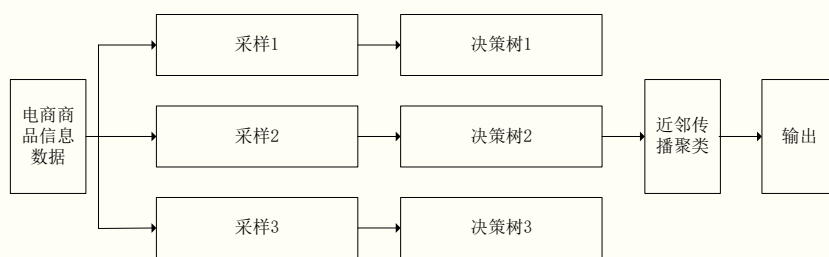 采样1
决策树1
电商商
品信息
数据
采样2
决策树2
近邻传
播聚类
输出
采样3
决策树3